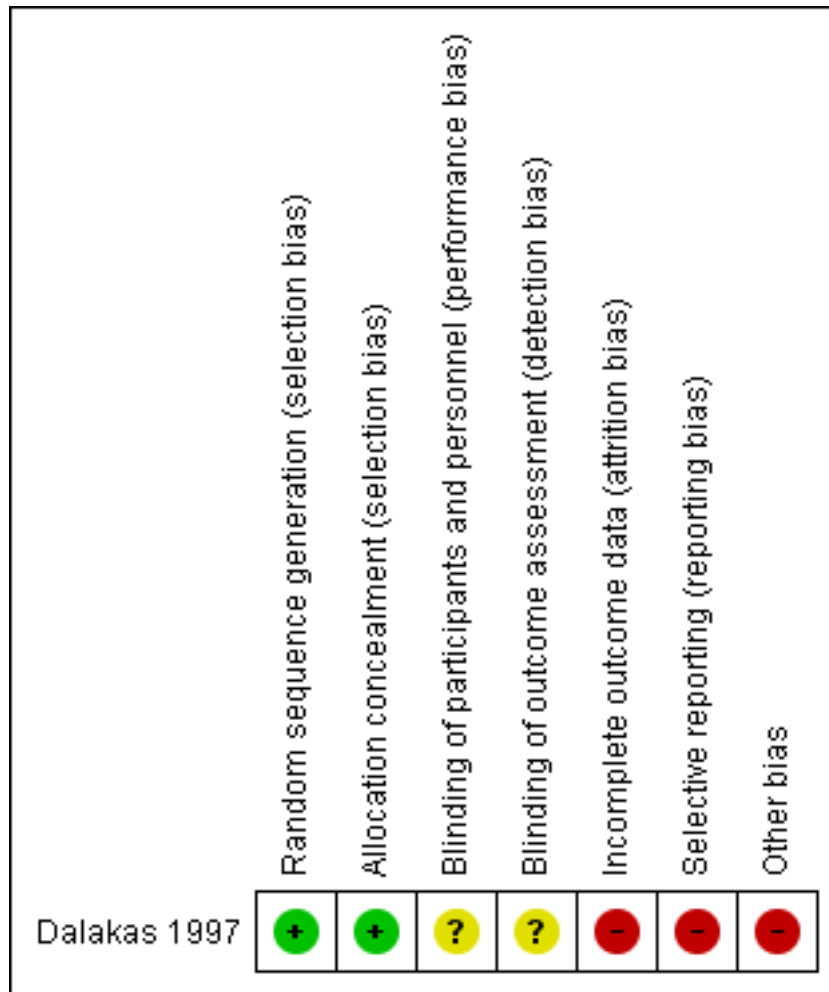 Random sequence generation (selection bias)
Allocation concealment (selection bias)
Blinding of participants and personnel (performance bias)
Blinding of outcome assessment (detection bias)
Incomplete outcome data (attrition bias)
Selective reporting (reporting bias)
Other bias
Dalakas 1997 + + ? ? - - -